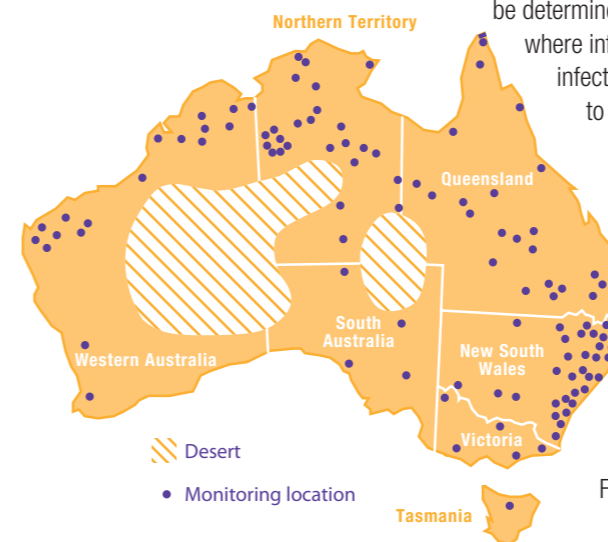 be determine
where inf
infect
to
Northern Territory
Queensland
Western Australia
South
Australia
New South
Wales
Victoria
Desert
Monitoring location
Tasmania
F